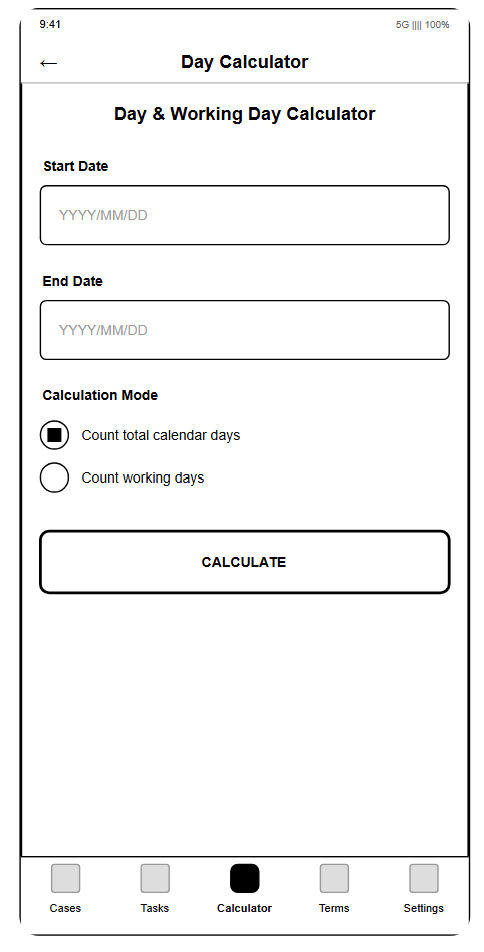 9:41 5G |||| 100%
← Day Calculator
Day & Working Day Calculator
Start Date
YYYY/MM/DD
End Date
YYYY/MM/DD
Calculation Mode
Count total calendar days
Count working days
CALCULATE
Cases Tasks Calculator Terms Settings